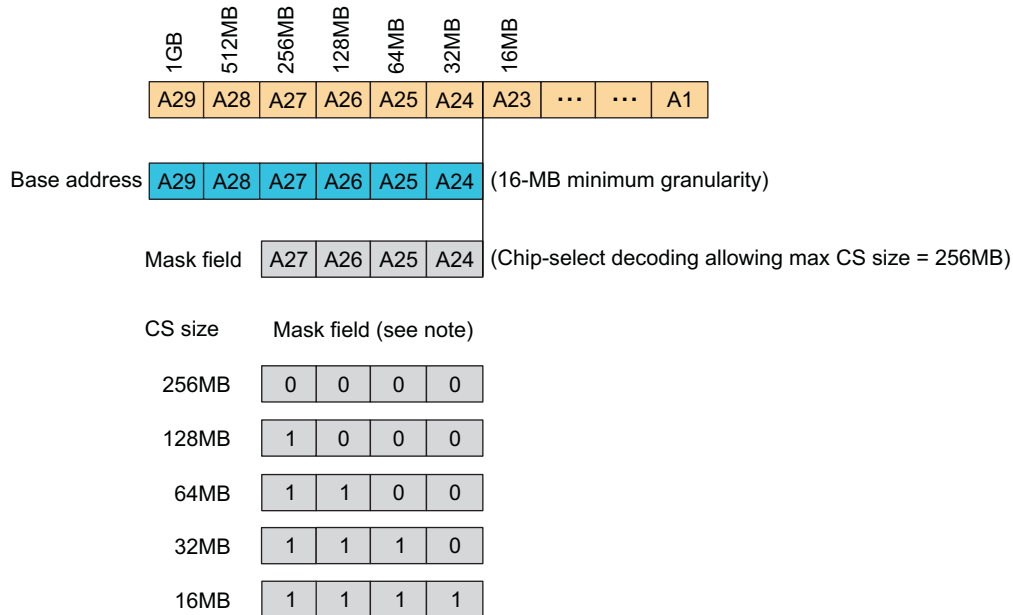 1GB 512MB 256MB 128MB 64MB 32MB 16MB
A29 A28 A27 A26 A25 A24 A23 ... ... A1
Base address A29 A28 A27 A26 A25 A24 (16-MB minimum granularity)
Mask field A27 A26 A25 A24 (Chip-select decoding allowing max CS size = 256MB)
CS size Mask field (see note)
256MB 0 0 0 0
128MB 1 0 0 0
64MB 1 1 0 0
32MB 1 1 1 0
16MB 1 1 1 1